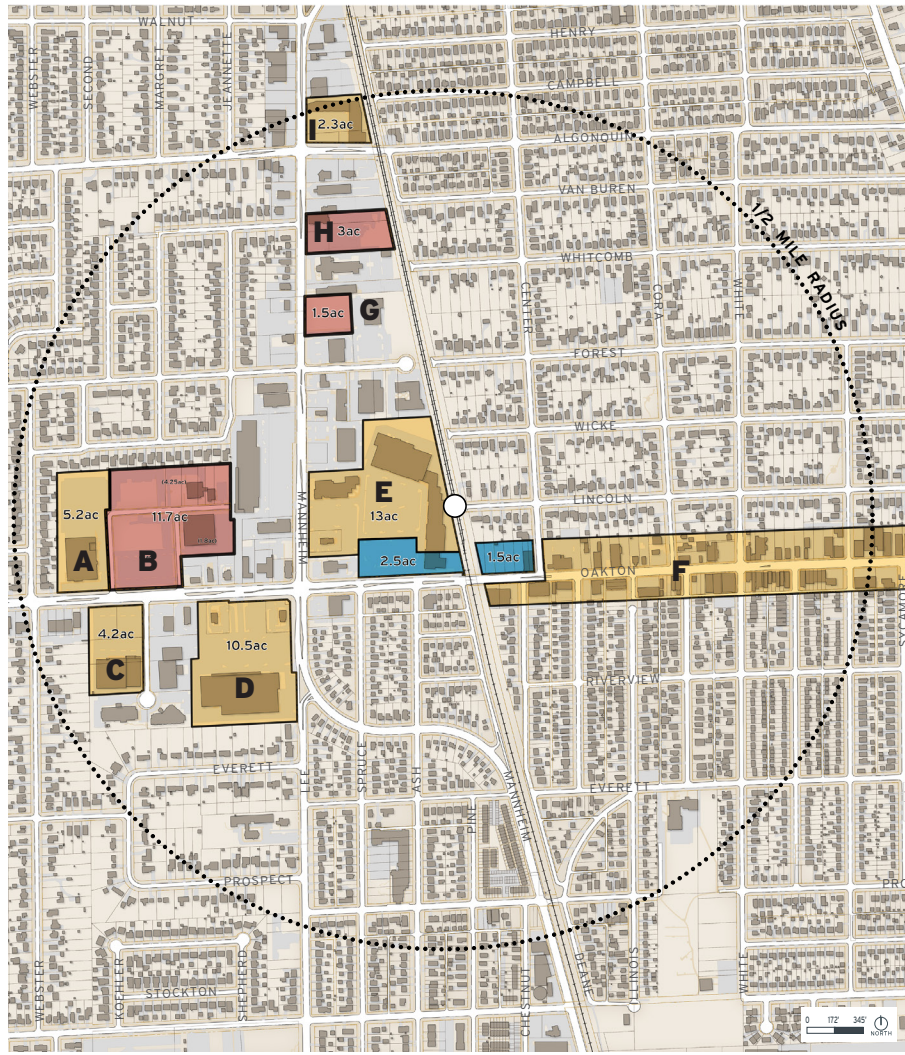 WALNUT
HENRY
WEBSTER
SECOND
MARGRET
JEANNETTE
CAMPBELL
I
2.3ac
ALGONQUIN
VAN BUREN
1/2 MILE RADIUS
H
3ac
WHITCOMB
CENTER
CORA
WHITE
1.5ac
G
FOREST
WICKE
E
13ac
LINCOLN
(4.25ac)
5.2ac
11.7ac
MANNHEIM
A
B
2.5ac
1.5ac
OAKTON
F
SYCAMORE
4.2ac
C
10.5ac
D
RIVERVIEW
EVERETT
LEE
SPRUCE
ASH
PINE
MANNHEIM
EVERETT
PROSPECT
PRO
WEBSTER
KOEHLER
STOCKTON
SHEPHERD
CHESTNUT
DEANE
ILLINOIS
WHITE
0 172' 345'
NORTH